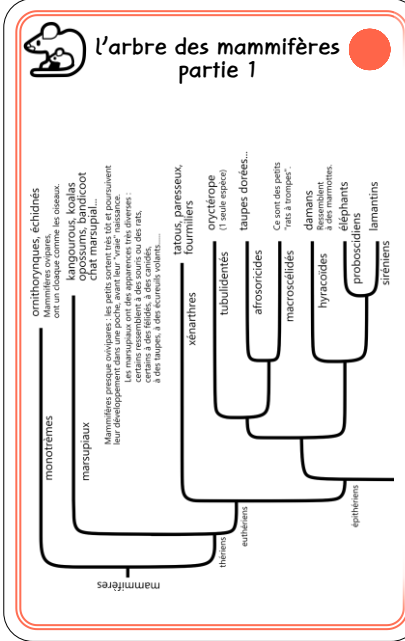 l'arbre des mammifères
partie 1
ornithorynques, échidnés
Mammifères ovipares,
ont un cloaque comme les oiseaux.
monotrèmes
kangourous, koalas
opossums, bandicoot
chat marsupial...
marsupiaux
Mammifères presque ovivipares : les petits sortent très tôt et poursuivent
leur développement dans une poche, avant leur "vraie" naissance.
Les marsupiaux ont des apparences très diverses :
certains ressemblent à des souris ou des rats,
certains à des félidés, à des canidés,
à des taupes, à des écureuils volants.....
tatous, paresseux,
fourmiliers
xénarthres
oryctérope
(1 seule espèce)
tubulidentés
taupes dorées...
afrosoricides
Ce sont des petits
"rats à trompes".
macroscélidés
damans
Ressemblent
à des marmottes.
hyracoïdes
éléphants
proboscidiens
lamantins
siréniens
mammifères
thériens
euthériens
épithériens